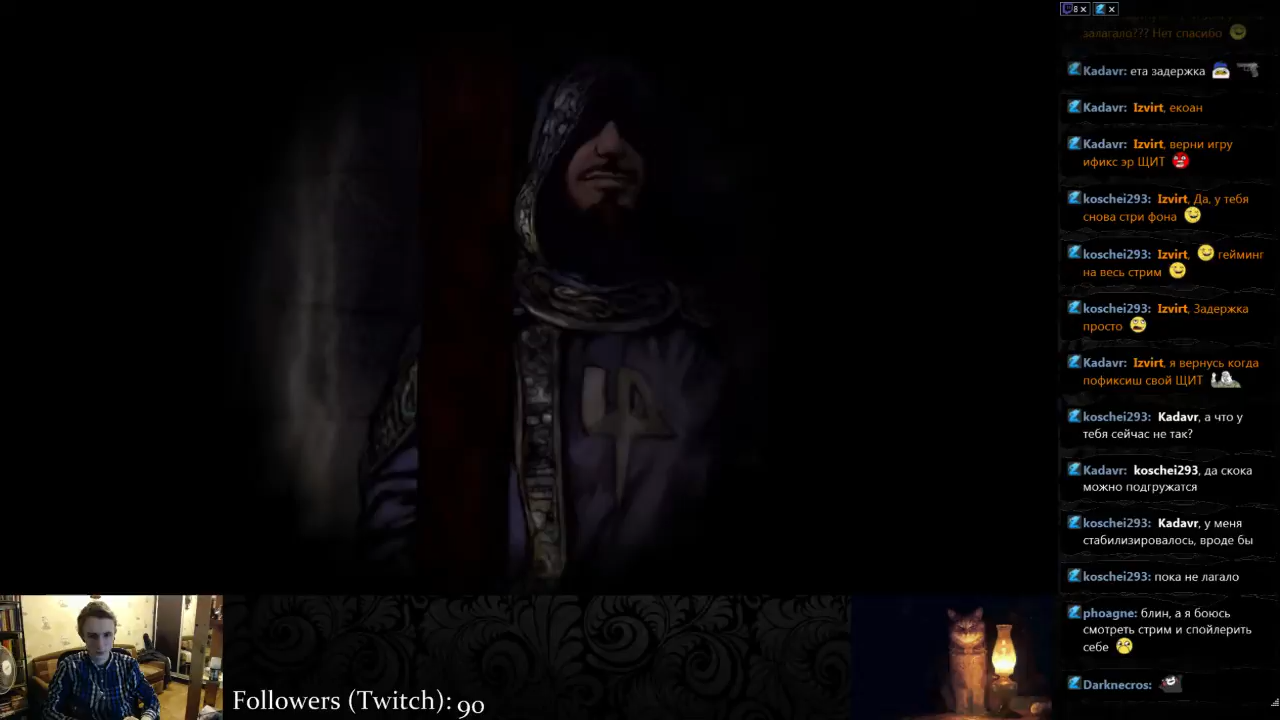 8 × ×
залагало??? Нет спасибо
Kadavr: ета задержка
Kadavr: Izvirt, екоан
Kadavr: Izvirt, верни игру
ификс эр ЩИТ
koschei293: Izvirt, Да, у тебя
снова стри фона
koschei293: Izvirt, гейминг
на весь стрим
koschei293: Izvirt, Задержка
просто
Kadavr: Izvirt, я вернусь когда
пофиксиш свой ЩИТ
koschei293: Kadavr, а что у
тебя сейчас не так?
Kadavr: koschei293, да скока
можно подгружатся
koschei293: Kadavr, у меня
стабилизировалось, вроде бы
koschei293: пока не лагало
phoagne: блин, а я боюсь
смотреть стрим и спойлерить
себе
Darknecros:
Followers (Twitch): 90